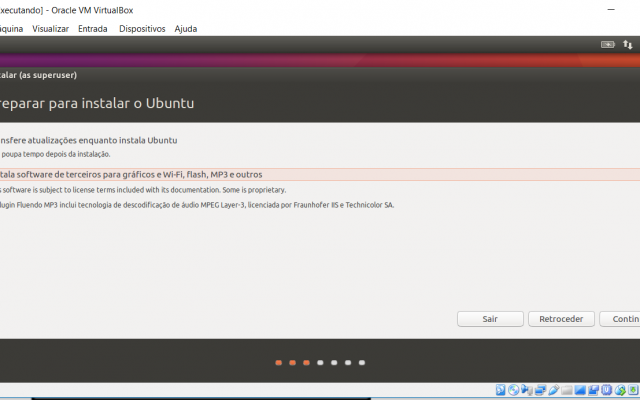 xecutando] - Oracle VM VirtualBox
áquina Visualizar Entrada Dispositivos Ajuda
talar (as superuser)
reparar para instalar o Ubuntu
nsfere atualizações enquanto instala Ubuntu
poupa tempo depois da instalação.
tala software de terceiros para gráficos e Wi-Fi, flash, MP3 e outros
s software is subject to license terms included with its documentation. Some is proprietary.
lugin Fluendo MP3 inclui tecnologia de descodificação de áudio MPEG Layer-3, licenciada por Fraunhofer IIS e Technicolor SA.
Sair Retroceder Contin